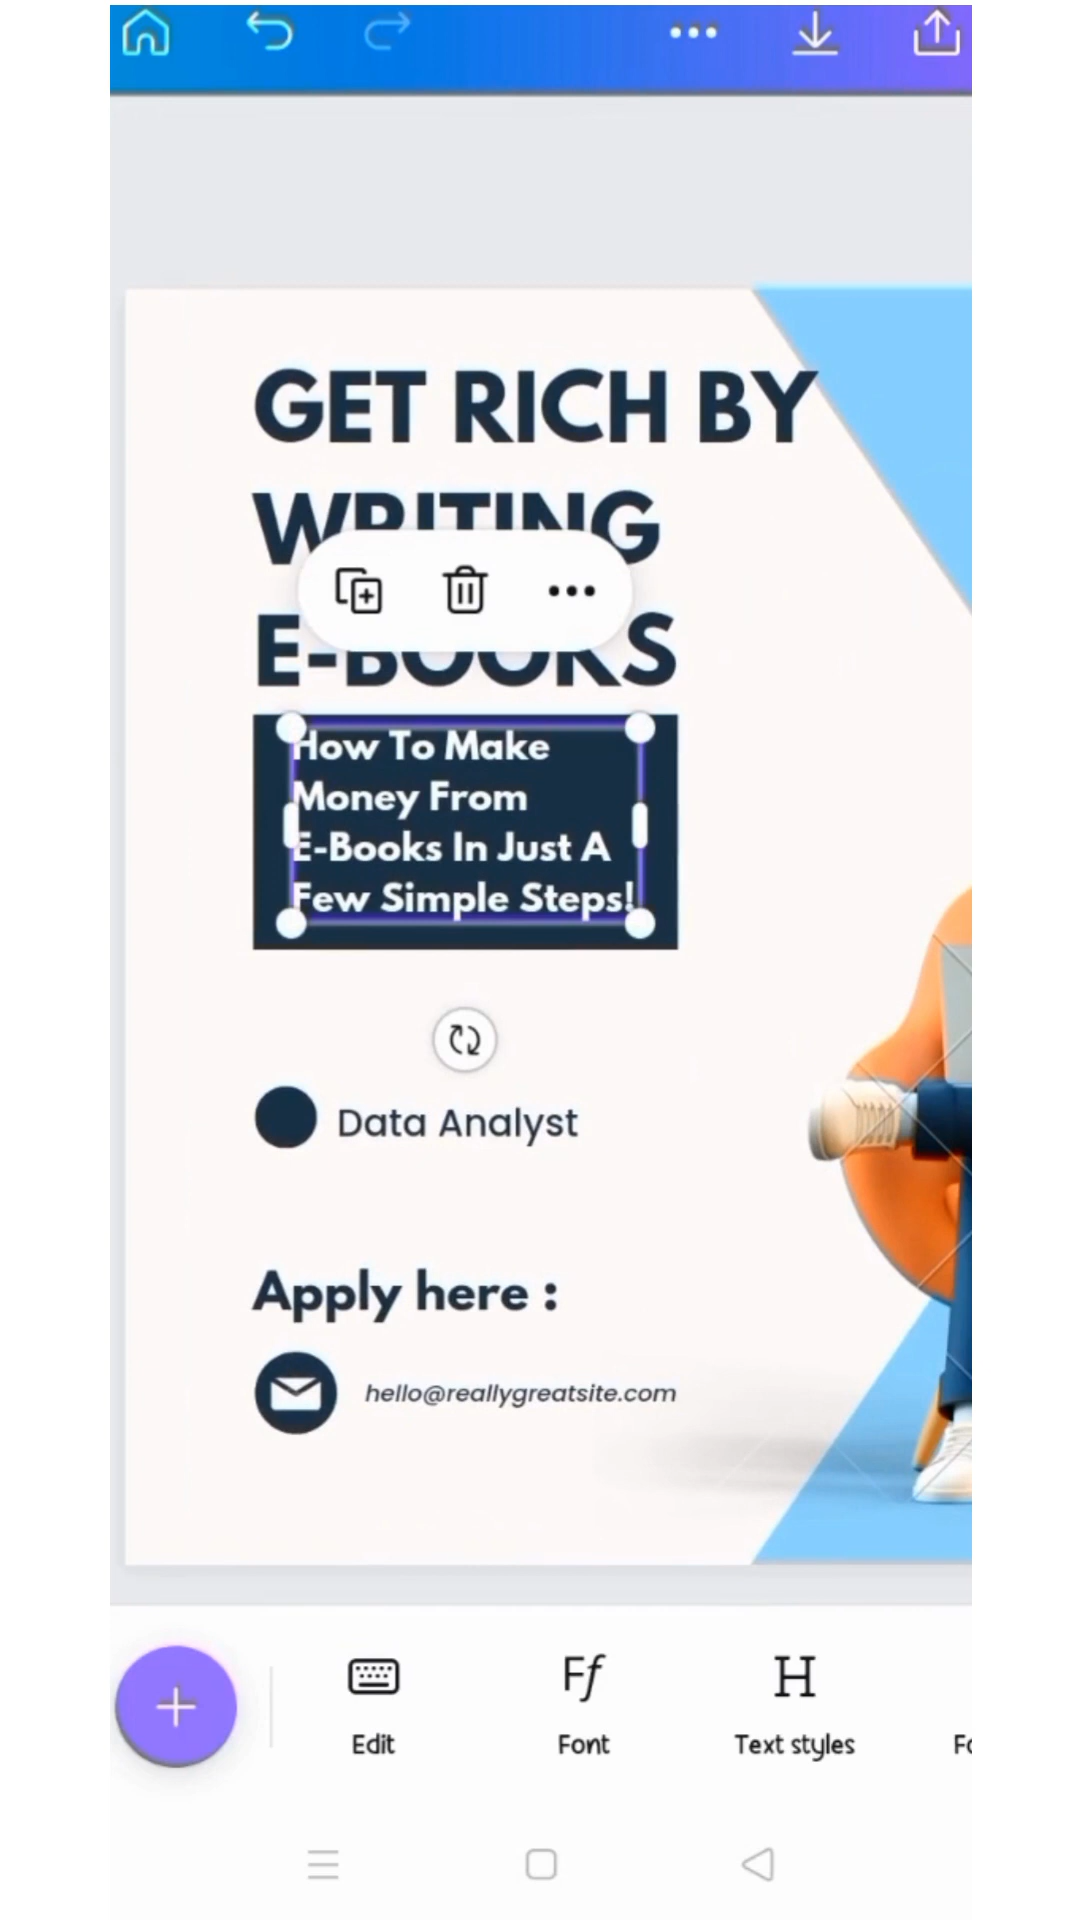 GET RICH BY
WRITING
E-BOOKS
How To Make
Money From
E-Books In Just A
Few Simple Steps!
Data Analyst
Apply here :
hello@reallygreatsite.com
Edit
Ff
Font
H
Text styles